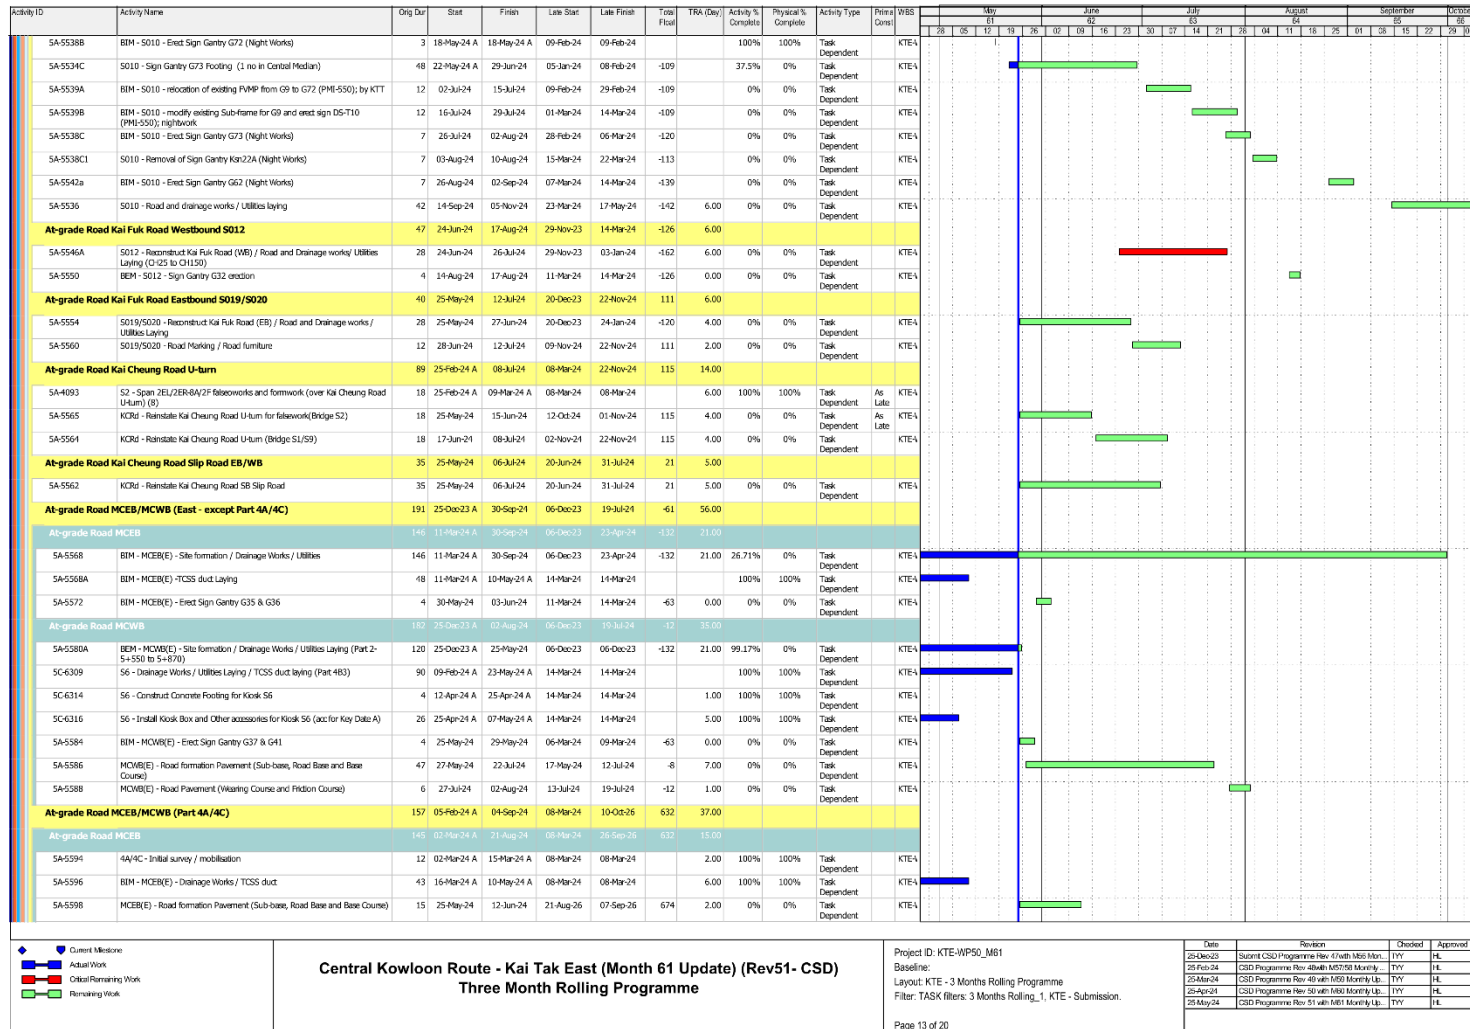 Activity ID Activity Name Orig Dur Start Finish Late Start Late Finish Total Float TRA (Day) Activity % Complete Physical % Complete Activity Type Prima Const WBS May June July August September Octobe
61 62 63 64 65 66
28 05 12 19 26 02 09 16 23 30 07 14 21 28 04 11 18 25 01 08 15 22 29
5A-5538B BIM - S010 - Erect Sign Gantry G72 (Night Works) 3 18-May-24 A 18-May-24 A 09-Feb-24 09-Feb-24 100% 100% Task Dependent KTE-
5A-5534C S010 - Sign Gantry G73 Footing (1 no in Central Median) 48 22-May-24 A 29-Jun-24 05-Jan-24 08-Feb-24 -109 37.5% 0% Task Dependent KTE-
5A-5539A BIM - S010 - relocation of existing FVMP from G9 to G72 (PMI-550); by KTT 12 02-Jul-24 15-Jul-24 09-Feb-24 29-Feb-24 -109 0% 0% Task Dependent KTE-
5A-5539B BIM - S010 - modify existing Sub-frame for G9 and erect sign DS-T10 (PMI-550); nightwork 12 16-Jul-24 29-Jul-24 01-Mar-24 14-Mar-24 -109 0% 0% Task Dependent KTE-
5A-5538C BIM - S010 - Erect Sign Gantry G73 (Night Works) 7 26-Jul-24 02-Aug-24 28-Feb-24 06-Mar-24 -120 0% 0% Task Dependent KTE-
5A-5538C1 S010 - Removal of Sign Gantry Ksn22A (Night Works) 7 03-Aug-24 10-Aug-24 15-Mar-24 22-Mar-24 -113 0% 0% Task Dependent KTE-
5A-5542a BIM - S010 - Erect Sign Gantry G62 (Night Works) 7 26-Aug-24 02-Sep-24 07-Mar-24 14-Mar-24 -139 0% 0% Task Dependent KTE-
5A-5536 S010 - Road and drainage works / Utilities laying 42 14-Sep-24 05-Nov-24 23-Mar-24 17-May-24 -142 6.00 0% 0% Task Dependent KTE-
At-grade Road Kai Fuk Road Westbound S012 47 24-Jun-24 17-Aug-24 29-Nov-23 14-Mar-24 -126 6.00
5A-5546A S012 - Reconstruct Kai Fuk Road (WB) / Road and Drainage works/ Utilities Laying (CH25 to CH150) 28 24-Jun-24 26-Jul-24 29-Nov-23 03-Jan-24 -162 6.00 0% 0% Task Dependent KTE-
5A-5550 BEM - S012 - Sign Gantry G32 erection 4 14-Aug-24 17-Aug-24 11-Mar-24 14-Mar-24 -126 0.00 0% 0% Task Dependent KTE-
At-grade Road Kai Fuk Road Eastbound S019/S020 40 25-May-24 12-Jul-24 20-Dec-23 22-Nov-24 111 6.00
5A-5554 S019/S020 - Reconstruct Kai Fuk Road (EB) / Road and Drainage works / Utilities Laying 28 25-May-24 27-Jun-24 20-Dec-23 24-Jan-24 -120 4.00 0% 0% Task Dependent KTE-
5A-5560 S019/S020 - Road Marking / Road furniture 12 28-Jun-24 12-Jul-24 09-Nov-24 22-Nov-24 111 2.00 0% 0% Task Dependent KTE-
At-grade Road Kai Cheung Road U-turn 89 25-Feb-24 A 08-Jul-24 08-Mar-24 22-Nov-24 115 14.00
5A-4093 S2 - Span 2EL/2ER-8A/2F falseoworks and formwork (over Kai Cheung Road U-turn) (8) 18 25-Feb-24 A 09-Mar-24 A 08-Mar-24 08-Mar-24 6.00 100% 100% Task Dependent As Late KTE-
5A-5565 KCRd - Reinstate Kai Cheung Road U-turn for falsework(Bridge S2) 18 25-May-24 15-Jun-24 12-Oct-24 01-Nov-24 115 4.00 0% 0% Task Dependent As Late KTE-
5A-5564 KCRd - Reinstate Kai Cheung Road U-turn (Bridge S1/S9) 18 17-Jun-24 08-Jul-24 02-Nov-24 22-Nov-24 115 4.00 0% 0% Task Dependent KTE-
At-grade Road Kai Cheung Road Slip Road EB/WB 35 25-May-24 06-Jul-24 20-Jun-24 31-Jul-24 21 5.00
5A-5562 KCRd - Reinstate Kai Cheung Road SB Slip Road 35 25-May-24 06-Jul-24 20-Jun-24 31-Jul-24 21 5.00 0% 0% Task Dependent KTE-
At-grade Road MCEB/MCWB (East - except Part 4A/4C) 191 25-Dec-23 A 30-Sep-24 06-Dec-23 19-Jul-24 -61 56.00
At-grade Road MCEB 146 11-Mar-24 A 30-Sep-24 06-Dec-23 23-Apr-24 -132 21.00
5A-5568 BIM - MCEB(E) - Site formation / Drainage Works / Utilities 146 11-Mar-24 A 30-Sep-24 06-Dec-23 23-Apr-24 -132 21.00 26.71% 0% Task Dependent KTE-
5A-5568A BIM - MCEB(E) -TCSS duct Laying 48 11-Mar-24 A 10-May-24 A 14-Mar-24 14-Mar-24 100% 100% Task Dependent KTE-
5A-5572 BIM - MCEB(E) - Erect Sign Gantry G35 & G36 4 30-May-24 03-Jun-24 11-Mar-24 14-Mar-24 -63 0.00 0% 0% Task Dependent KTE-
At-grade Road MCWB 182 25-Dec-23 A 02-Aug-24 06-Dec-23 19-Jul-24 -12 35.00
5A-5580A BEM - MCWB(E) - Site formation / Drainage Works / Utilities Laying (Part 2- 5+550 to 5+870) 120 25-Dec-23 A 25-May-24 06-Dec-23 06-Dec-23 -132 21.00 99.17% 0% Task Dependent KTE-
5C-6309 S6 - Drainage Works / Utilities Laying / TCSS duct laying (Part 4B3) 90 09-Feb-24 A 23-May-24 A 14-Mar-24 14-Mar-24 100% 100% Task Dependent KTE-
5C-6314 S6 - Construct Concrete Footing for Kiosk S6 4 12-Apr-24 A 25-Apr-24 A 14-Mar-24 14-Mar-24 1.00 100% 100% Task Dependent KTE-
5C-6316 S6 - Install Kiosk Box and Other accessories for Kiosk S6 (acc for Key Date A) 26 25-Apr-24 A 07-May-24 A 14-Mar-24 14-Mar-24 5.00 100% 100% Task Dependent KTE-
5A-5584 BIM - MCWB(E) - Erect Sign Gantry G37 & G41 4 25-May-24 29-May-24 06-Mar-24 09-Mar-24 -63 0.00 0% 0% Task Dependent KTE-
5A-5586 MCWB(E) - Road formation Pavement (Sub-base, Road Base and Base Course) 47 27-May-24 22-Jul-24 17-May-24 12-Jul-24 -8 7.00 0% 0% Task Dependent KTE-
5A-5588 MCWB(E) - Road Pavement (Wearing Course and Friction Course) 6 27-Jul-24 02-Aug-24 13-Jul-24 19-Jul-24 -12 1.00 0% 0% Task Dependent KTE-
At-grade Road MCEB/MCWB (Part 4A/4C) 157 05-Feb-24 A 04-Sep-24 08-Mar-24 10-Oct-26 632 37.00
At-grade Road MCEB 145 02-Mar-24 A 21-Aug-24 08-Mar-24 26-Sep-26 632 15.00
5A-5594 4A/4C - Initial survey / mobilisation 12 02-Mar-24 A 15-Mar-24 A 08-Mar-24 08-Mar-24 2.00 100% 100% Task Dependent KTE-
5A-5596 BIM - MCEB(E) - Drainage Works / TCSS duct 43 16-Mar-24 A 10-May-24 A 08-Mar-24 08-Mar-24 6.00 100% 100% Task Dependent KTE-
5A-5598 MCEB(E) - Road formation Pavement (Sub-base, Road Base and Base Course) 15 25-May-24 12-Jun-24 21-Aug-26 07-Sep-26 674 2.00 0% 0% Task Dependent KTE-
Current Milestone
Actual Work
Critical Remaining Work
Remaining Work
Central Kowloon Route - Kai Tak East (Month 61 Update) (Rev51- CSD)
Three Month Rolling Programme
Project ID: KTE-WP50_M61
Baseline:
Layout: KTE - 3 Months Rolling Programme
Filter: TASK filters: 3 Months Rolling_1, KTE - Submission.
Page 13 of 20
Date Revision Checked Approved
25-Dec-23 Submit CSD Programme Rev 47with M56 Mon... TYY HL
25-Feb-24 CSD Programme Rev 48with M57/58 Monthly ... TYY HL
25-Mar-24 CSD Programme Rev 49 with M59 Monthly Up... TYY HL
25-Apr-24 CSD Programme Rev 50 with M60 Monthly Up... TYY HL
25-May-24 CSD Programme Rev 51 with M61 Monthly Up... TYY HL